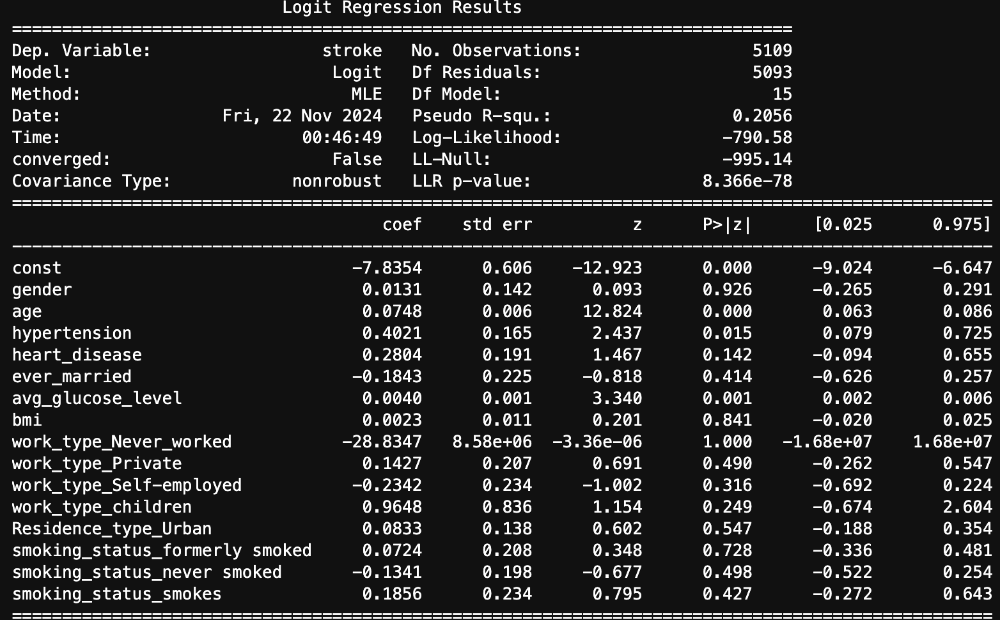 Logit Regression Results
==============================================================================
Dep. Variable:                 stroke   No. Observations:                 5109
Model:                          Logit   Df Residuals:                     5093
Method:                           MLE   Df Model:                           15
Date:                Fri, 22 Nov 2024   Pseudo R-squ.:                  0.2056
Time:                        00:46:49   Log-Likelihood:                -790.58
converged:                      False   LL-Null:                       -995.14
Covariance Type:            nonrobust   LLR p-value:                 8.366e-78
==================================================================================================
                                     coef    std err          z      P>|z|      [0.025      0.975]
--------------------------------------------------------------------------------------------------
const                             -7.8354      0.606    -12.923      0.000      -9.024      -6.647
gender                             0.0131      0.142      0.093      0.926      -0.265       0.291
age                                0.0748      0.006     12.824      0.000       0.063       0.086
hypertension                       0.4021      0.165      2.437      0.015       0.079       0.725
heart_disease                      0.2804      0.191      1.467      0.142      -0.094       0.655
ever_married                      -0.1843      0.225     -0.818      0.414      -0.626       0.257
avg_glucose_level                  0.0040      0.001      3.340      0.001       0.002       0.006
bmi                                0.0023      0.011      0.201      0.841      -0.020       0.025
work_type_Never_worked           -28.8347   8.58e+06  -3.36e-06      1.000   -1.68e+07    1.68e+07
work_type_Private                  0.1427      0.207      0.691      0.490      -0.262       0.547
work_type_Self-employed           -0.2342      0.234     -1.002      0.316      -0.692       0.224
work_type_children                 0.9648      0.836      1.154      0.249      -0.674       2.604
Residence_type_Urban               0.0833      0.138      0.602      0.547      -0.188       0.354
smoking_status_formerly smoked     0.0724      0.208      0.348      0.728      -0.336       0.481
smoking_status_never smoked       -0.1341      0.198     -0.677      0.498      -0.522       0.254
smoking_status_smokes              0.1856      0.234      0.795      0.427      -0.272       0.643
==================================================================================================